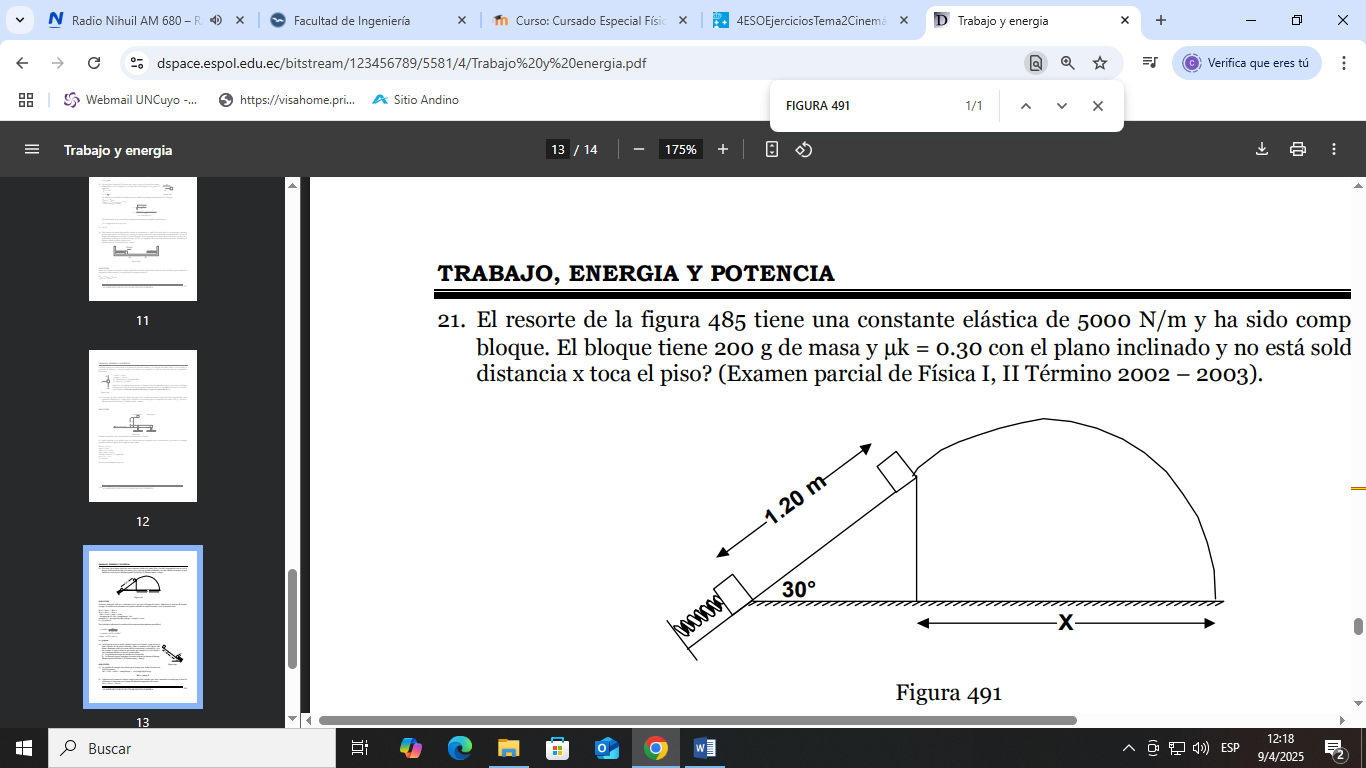 Radio Nihuil AM 680 – R
Facultad de Ingeniería
Curso: Cursado Especial Físi
4ESOEjerciciosTema2Cinemá
Trabajo y energia
dspace.espol.edu.ec/bitstream/123456789/5581/4/Trabajo%20y%20energia.pdf
Verifica que eres tú
Webmail UNCuyo -...
https://visahome.pri...
Sitio Andino
FIGURA 491
1/1
Trabajo y energia
13 / 14
175%
11
12
13
TRABAJO, ENERGIA Y POTENCIA
21. El resorte de la figura 485 tiene una constante elástica de 5000 N/m y ha sido comp
bloque. El bloque tiene 200 g de masa y µk = 0.30 con el plano inclinado y no está sold
distancia x toca el piso? (Examen parcial de Física I, II Término 2002 – 2003).
1.20 m
30°
X
Figura 491
Buscar
ESP
12:18
9/4/2025
2